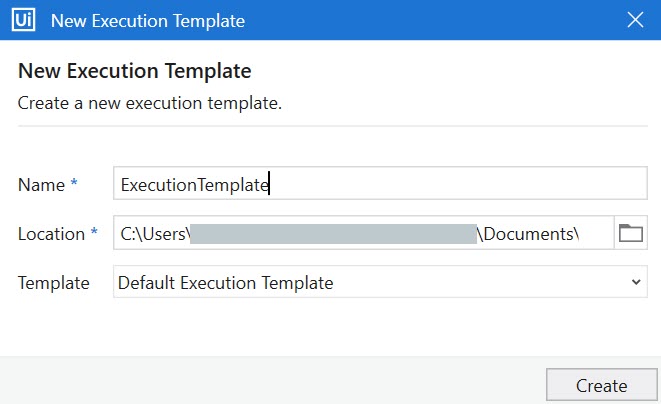 Ui New Execution Template
New Execution Template
Create a new execution template.
Name * ExecutionTemplate
Location * C:\Users\ \Documents\
Template Default Execution Template
Create